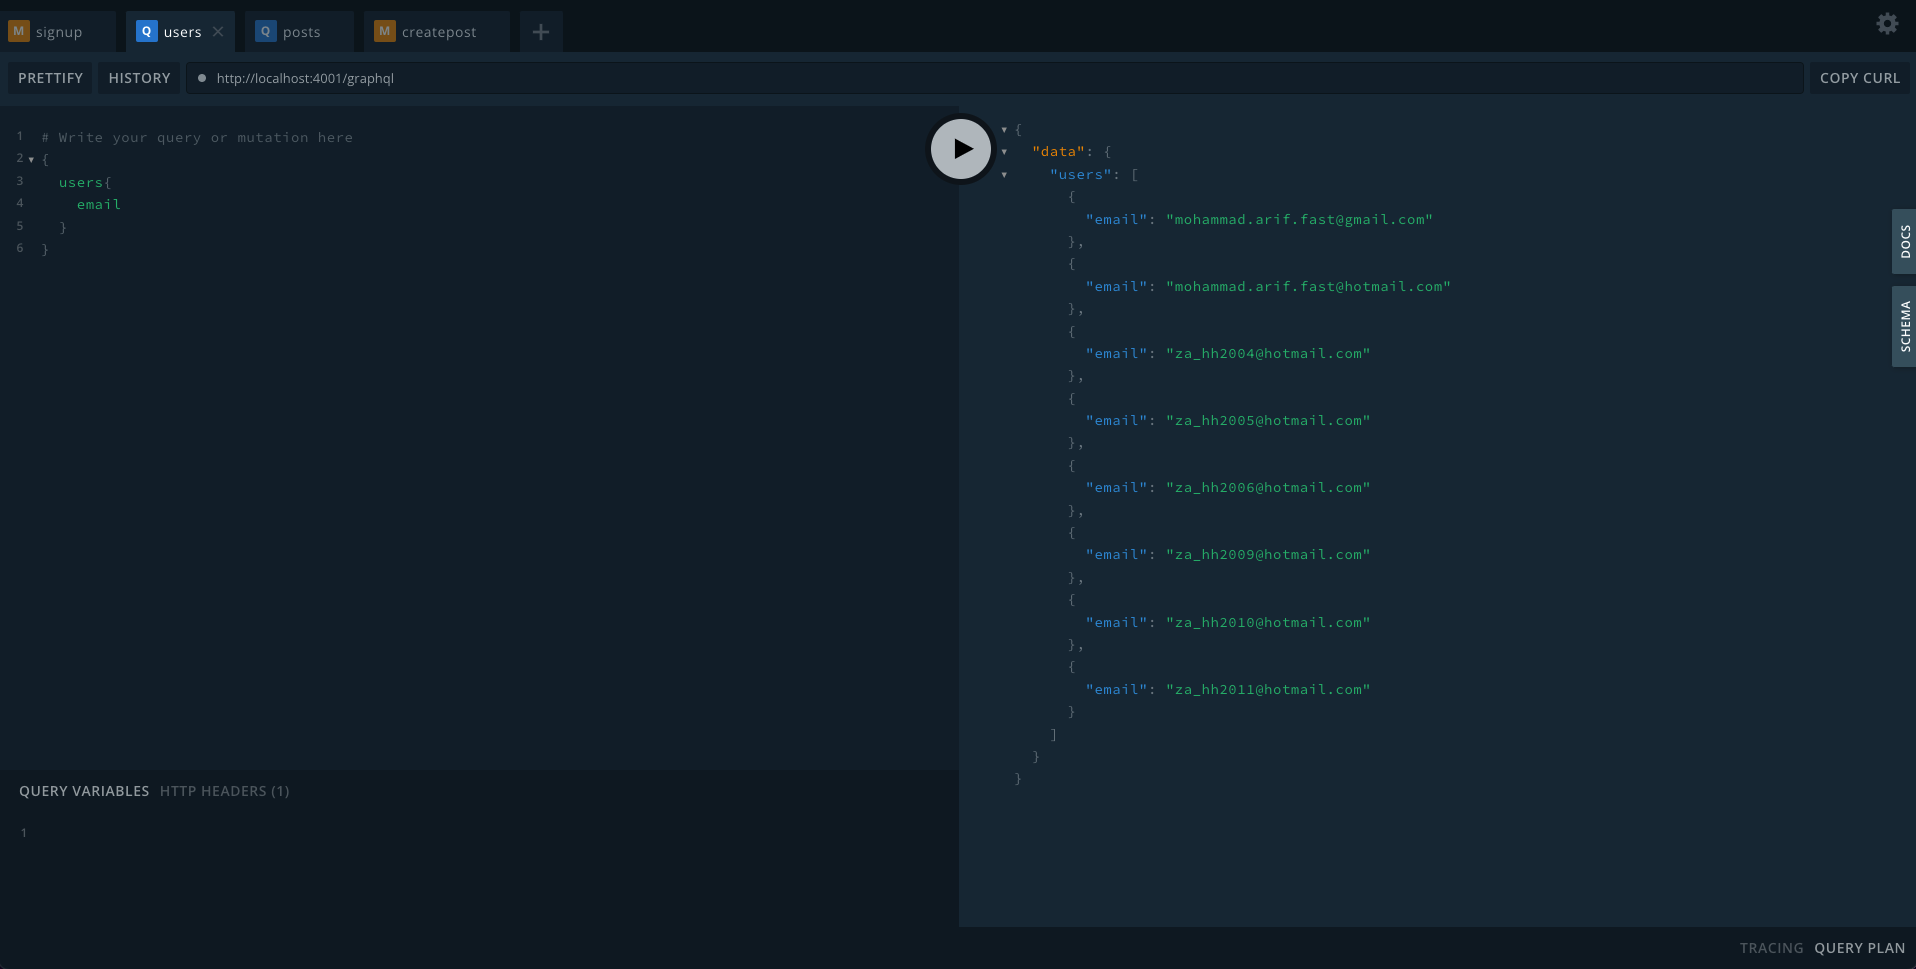 M signup Q users Q posts M createpost
PRETTIFY HISTORY http://localhost:4001/graphql COPY CURL
1 # Write your query or mutation here
2 {
3 users{
4 email
5 }
6 }
QUERY VARIABLES HTTP HEADERS (1)
1
{
"data": {
"users": [
{
"email": "mohammad.arif.fast@gmail.com"
},
{
"email": "mohammad.arif.fast@hotmail.com"
},
{
"email": "za_hh2004@hotmail.com"
},
{
"email": "za_hh2005@hotmail.com"
},
{
"email": "za_hh2006@hotmail.com"
},
{
"email": "za_hh2009@hotmail.com"
},
{
"email": "za_hh2010@hotmail.com"
},
{
"email": "za_hh2011@hotmail.com"
}
]
}
}
DOCS
SCHEMA
TRACING QUERY PLAN